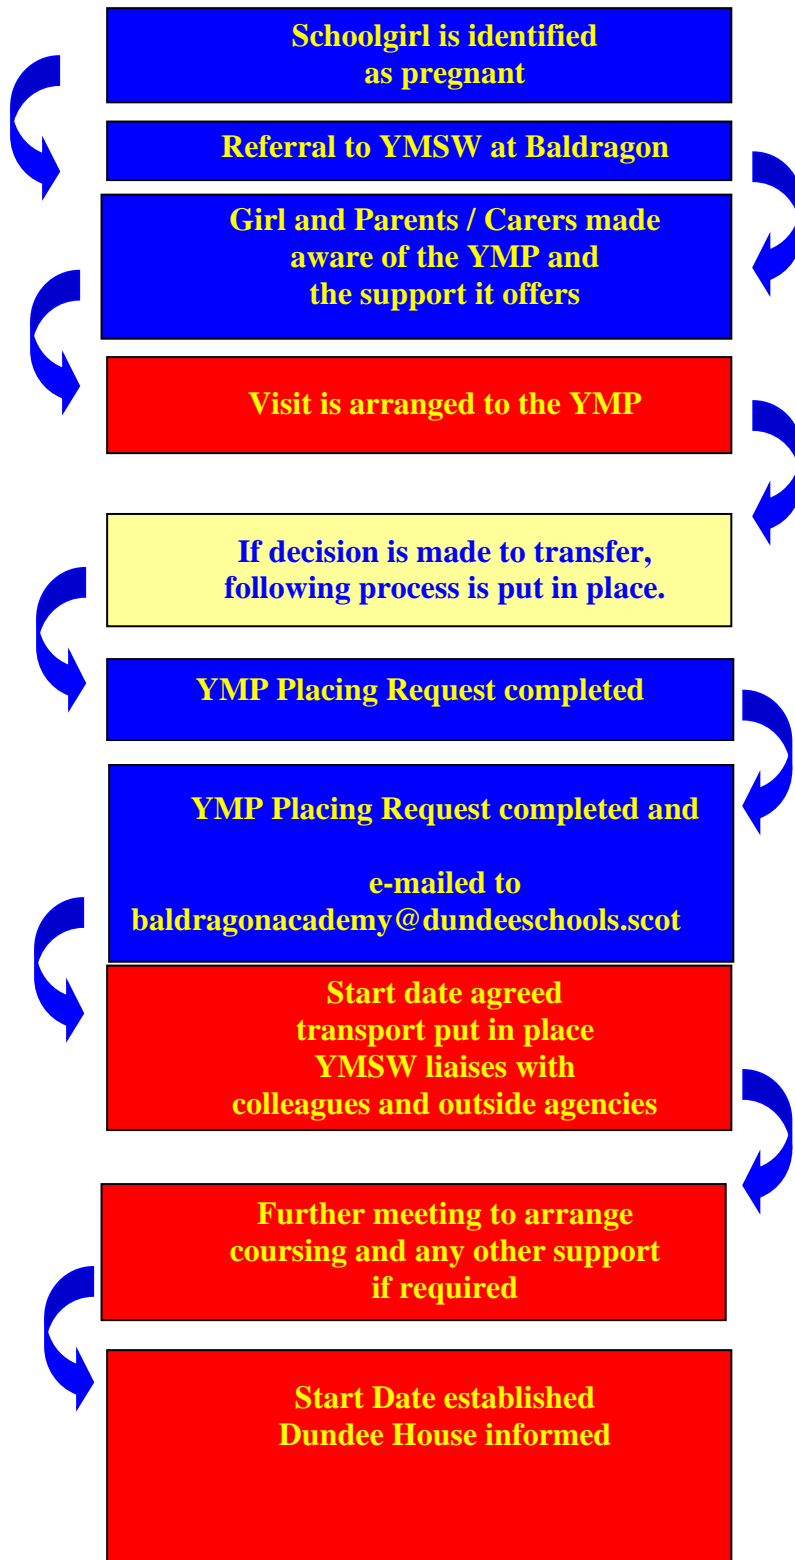 Schoolgirl is identified
as pregnant
Referral to YMSW at Baldragon
Girl and Parents / Carers made
aware of the YMP and
the support it offers
Visit is arranged to the YMP
If decision is made to transfer,
following process is put in place.
YMP Placing Request completed
YMP Placing Request completed and
e-mailed to
baldragonacademy@dundeeschools.scot
Start date agreed
transport put in place
YMSW liaises with
colleagues and outside agencies
Further meeting to arrange
coursing and any other support
if required
Start Date established
Dundee House informed